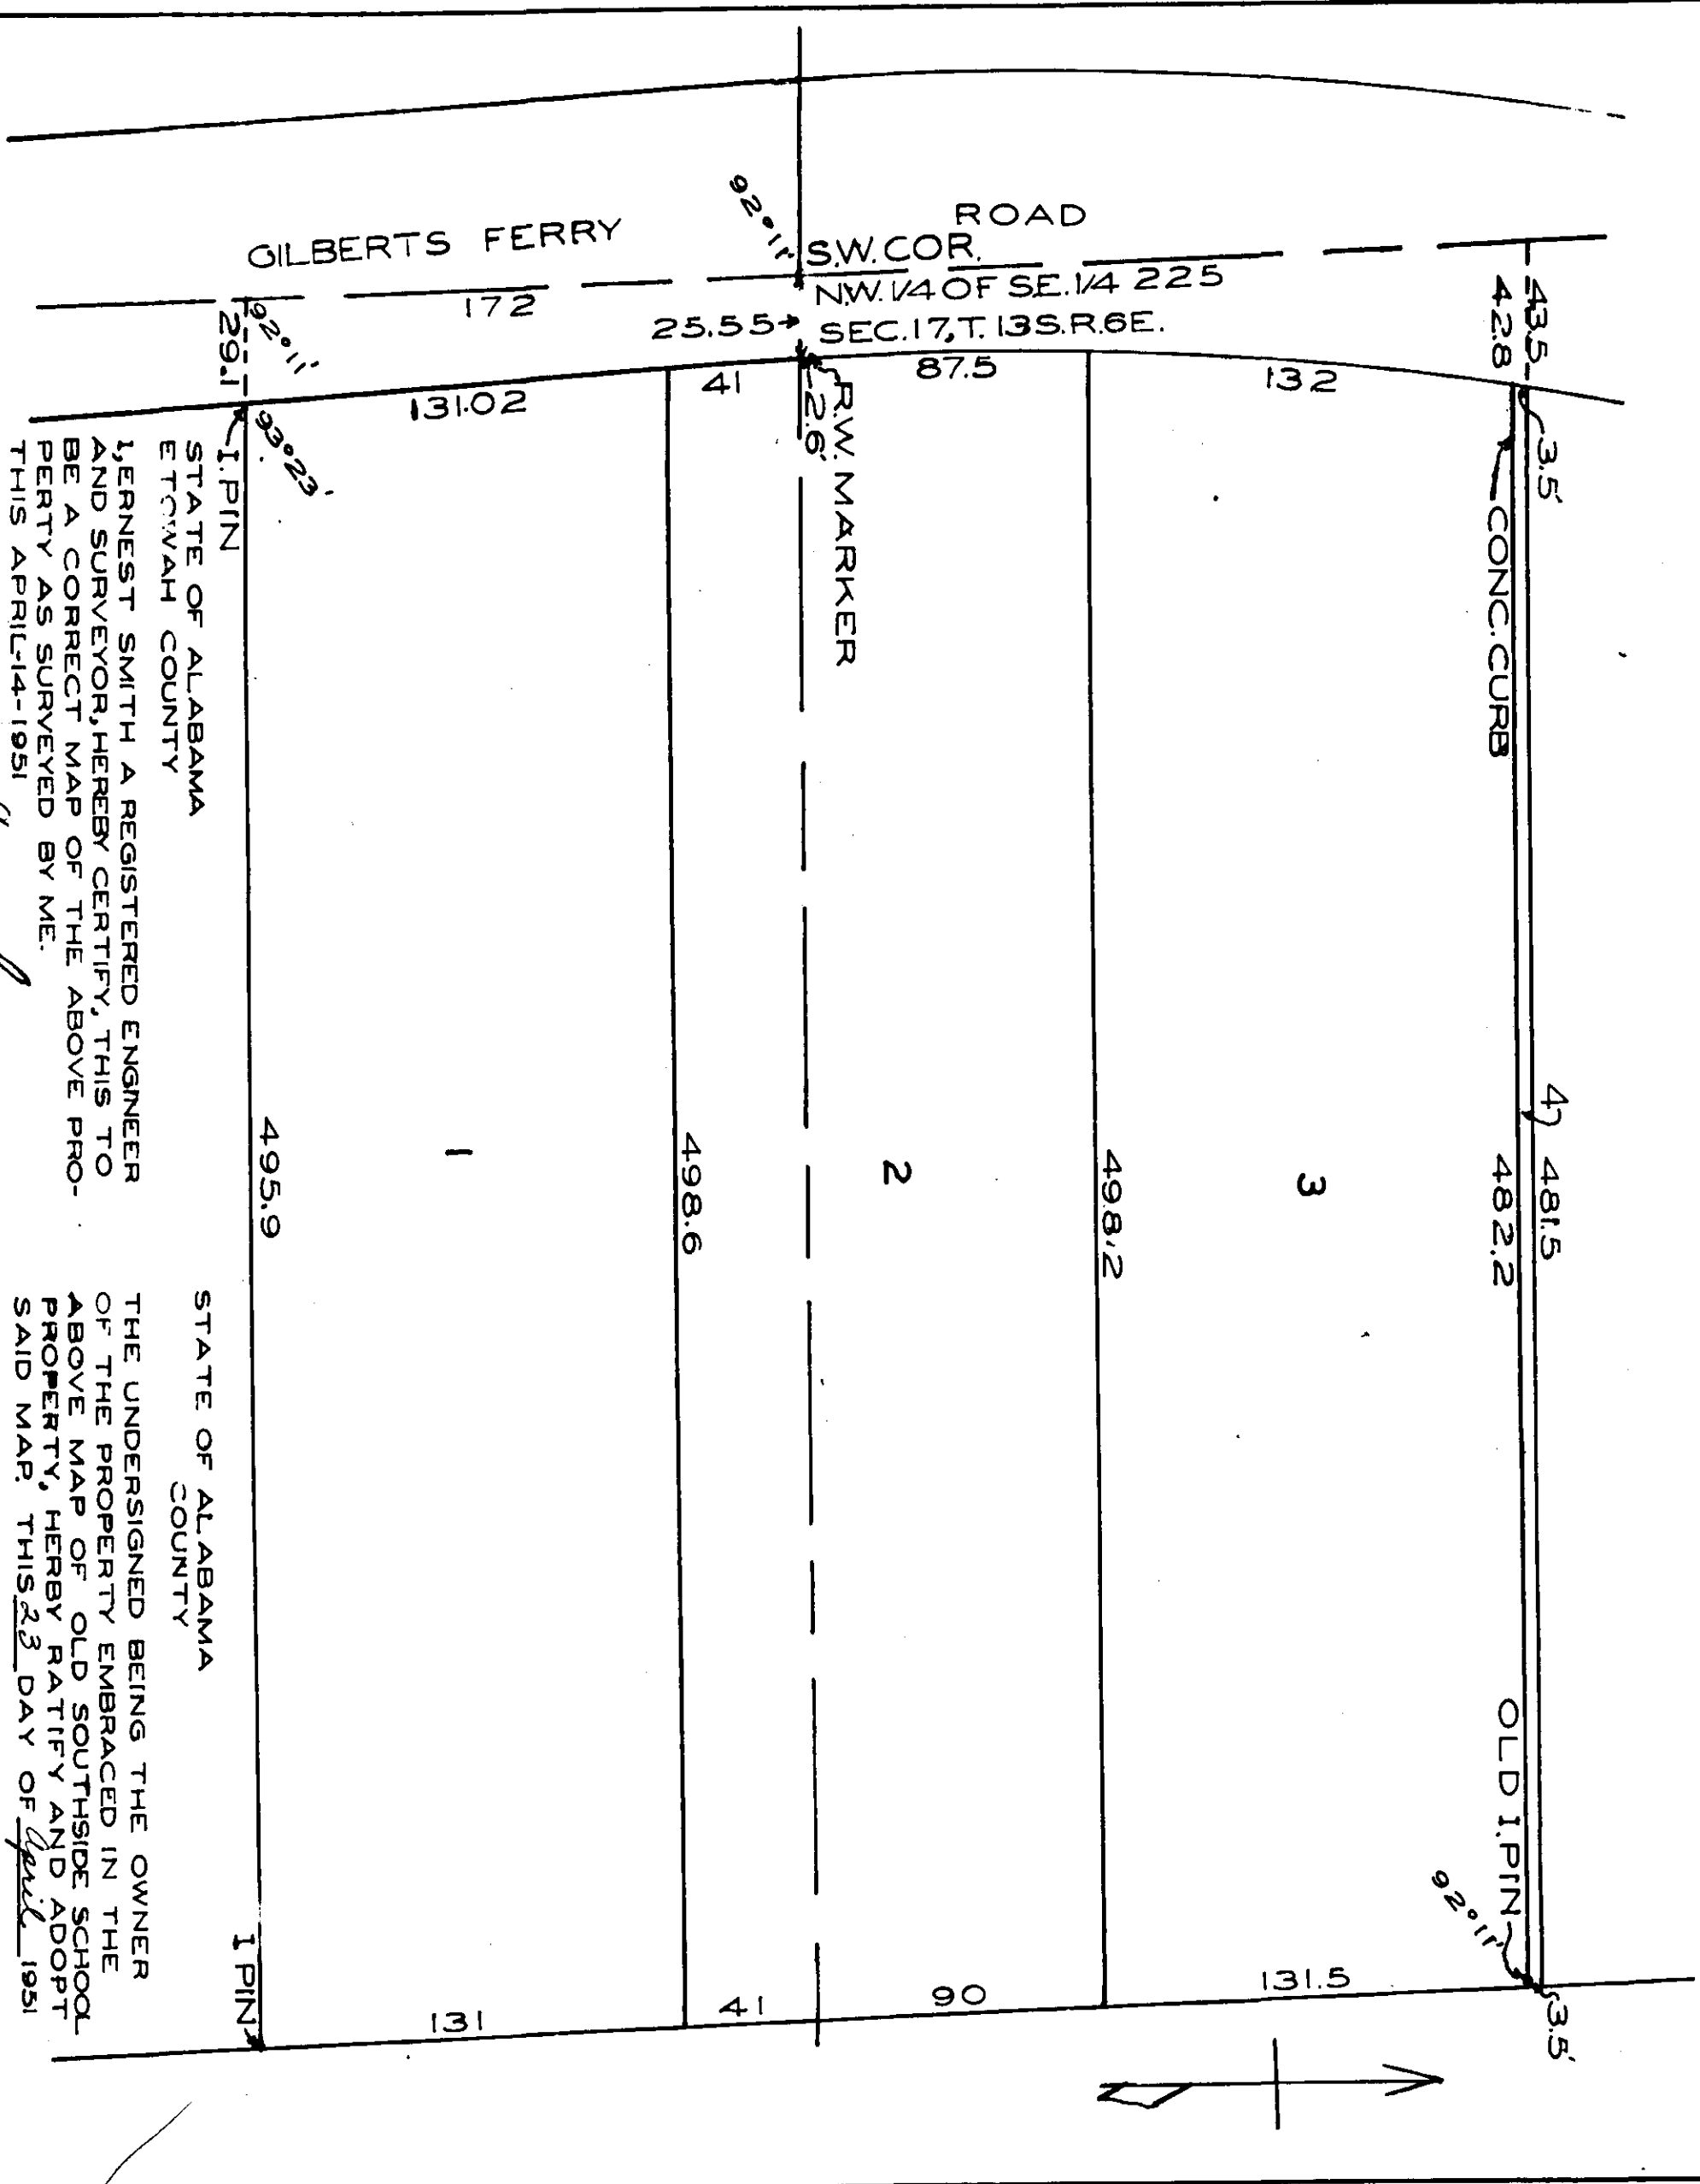 GILBERTS FERRY ROAD
92°11'
S.W. COR.
N.W. 1/4 OF SE. 1/4 225
SEC. 17, T. 13S. R. 6E.
172
25.55
92°11'
29.1
93°23'
I. PIN
131.02
41
2.6'
R.W. MARKER
87.5
132
43.5
42.8
3.5'
CONC. CURB
4'
481.5
482.2
3
498.2
2
498.6
1
495.9
OLD I. PIN
92°11'
3.5'
131.5
90
41
131
I PIN
STATE OF ALABAMA
ETOWAH COUNTY
I, ERNEST SMITH A REGISTERED ENGINEER
AND SURVEYOR, HEREBY CERTIFY, THIS TO
BE A CORRECT MAP OF THE ABOVE PRO-
PERTY AS SURVEYED BY ME.
THIS APRIL-14-1951
STATE OF ALABAMA
COUNTY
THE UNDERSIGNED BEING THE OWNER
OF THE PROPERTY EMBRACED IN THE
ABOVE MAP OF OLD SOUTHSIDE SCHOOL
PROPERTY, HERBY RATIFY AND ADOPT
SAID MAP. THIS 23 DAY OF April 1951